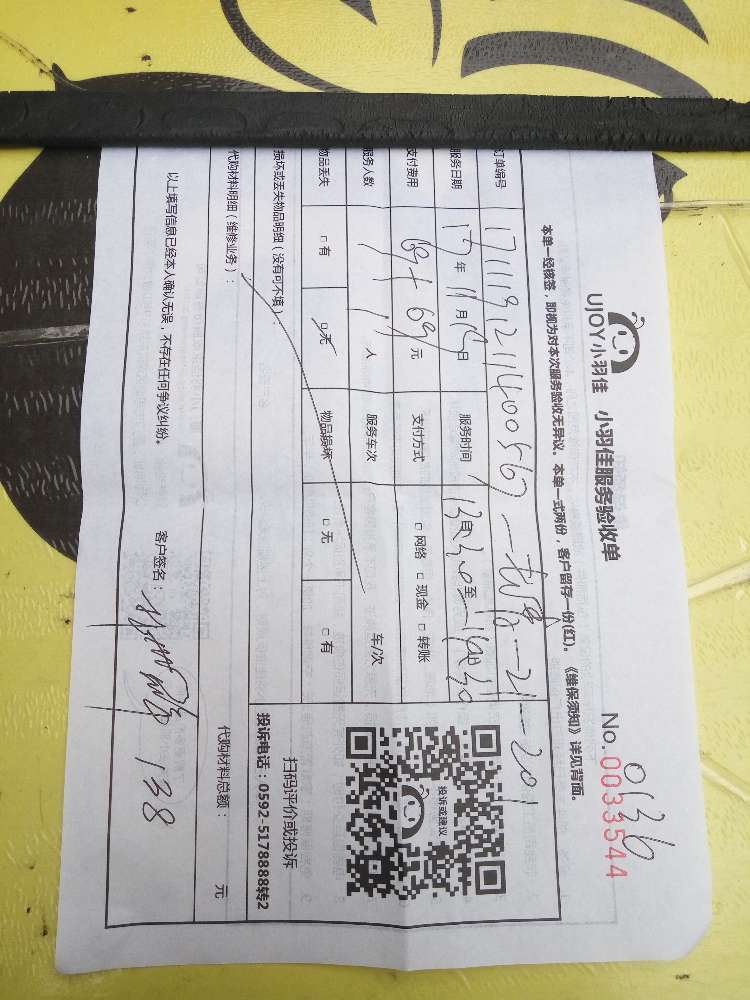 UJOY小羽佳 小羽佳服务验收单
No.0033544
0136
本单一经核签，即视为对本次服务验收无异议。本单一式两份，客户留存一份(红)。《维保须知》详见背面。
订单编号
服务日期 年 11月 日 服务时间 13 30至
支付费用 69+69元 支付方式 □网络 □现金 □转账
服务人数 1人 服务车次 车/次
物品丢失 □有 □无 物品损坏 □无 □有
损坏或丢失物品明细（没有可不填）：
代购材料明细（维修业务）：
代购材料总额： 元
投诉或建议
扫码评价或投诉
投诉电话：0592-5178888转2
以上填写信息已经本人确认无误，不存在任何争议纠纷。
客户签名： 138